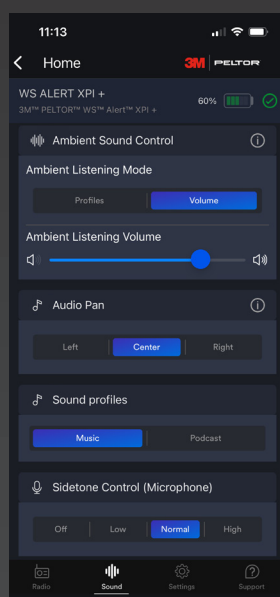 11:13
Home
3M PELTOR
WS ALERT XPI +
60%
3M™ PELTOR™ WS™ Alert™ XPI +
Ambient Sound Control
Ambient Listening Mode
Profiles Volume
Ambient Listening Volume
Audio Pan
Left Center Right
Sound profiles
Music Podcast
Sidetone Control (Microphone)
Off Low Normal High
Radio Sound Settings Support